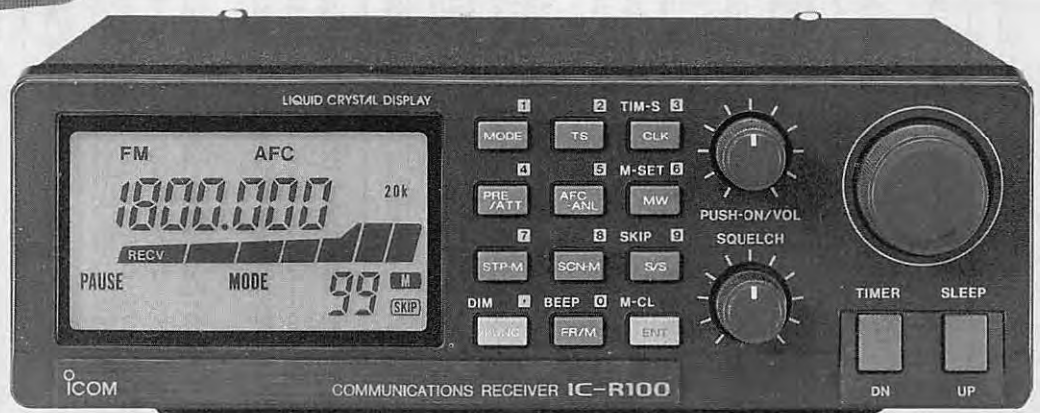 LIQUID CRYSTAL DISPLAY
FM AFC
1800.000 20k
RECV
PAUSE MODE 99 M
SKIP
1 2 TIM-S 3
MODE TS CLK
4 5 M-SET 6
PRE /ATT AFC -ANL MW
7 8 SKIP 9
STP-M SCN-M S/S
DIM · BEEP 0 M-CL
FUNC FR/M ENT
PUSH-ON/VOL
SQUELCH
TIMER SLEEP
DN UP
ICOM COMMUNICATIONS RECEIVER IC-R100